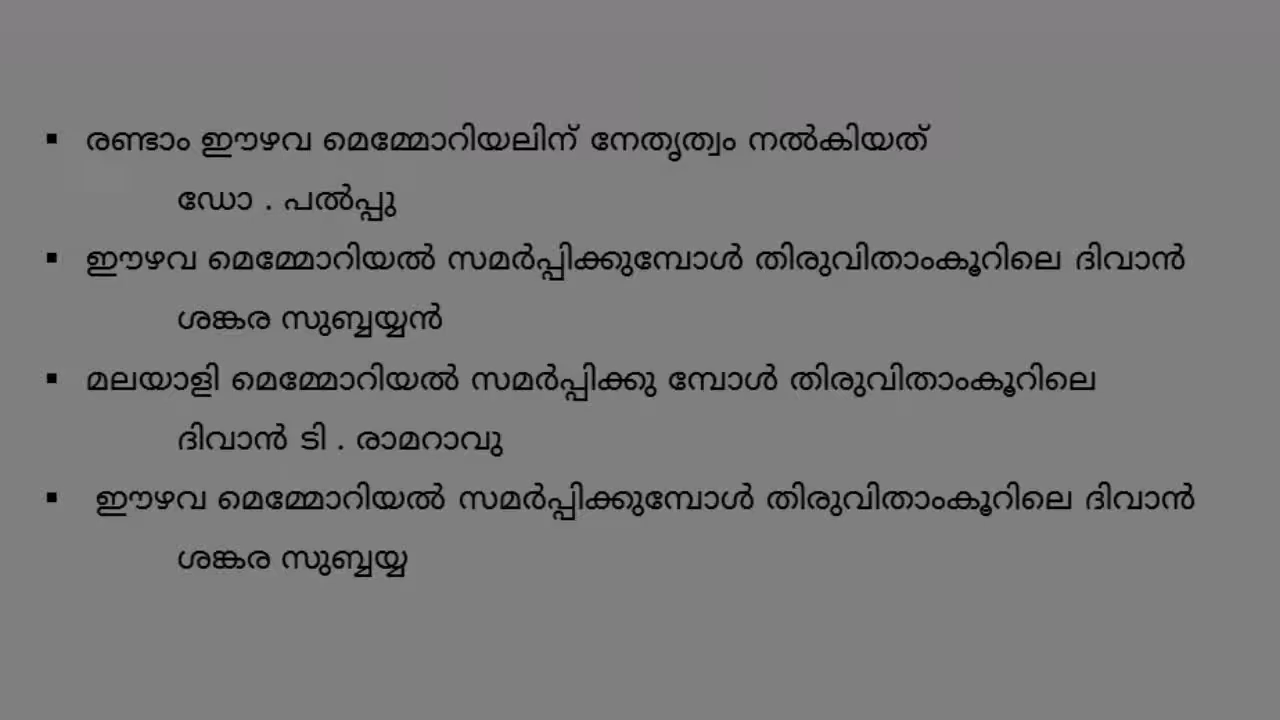 ▪ രണ്ടാം ഈഴവ മെമ്മോറിയലിന് നേതൃത്വം നൽകിയത്
ഡോ . പൽപ്പു
▪ ഈഴവ മെമ്മോറിയൽ സമർപ്പിക്കുമ്പോൾ തിരുവിതാംകൂറിലെ ദിവാൻ
ശങ്കര സുബ്ബയ്യൻ
▪ മലയാളി മെമ്മോറിയൽ സമർപ്പിക്കു മ്പോൾ തിരുവിതാംകൂറിലെ
ദിവാൻ ടി . രാമറാവു
▪ ഈഴവ മെമ്മോറിയൽ സമർപ്പിക്കുമ്പോൾ തിരുവിതാംകൂറിലെ ദിവാൻ
ശങ്കര സുബ്ബയ്യ